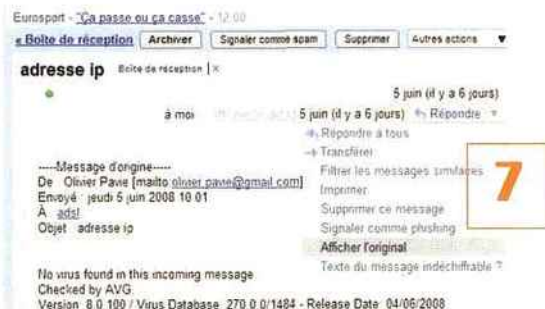 Eurosport - "Ça passe ou ça casse" - 12:00
« Boîte de réception Archiver Signaler comme spam Supprimer Autres actions
adresse ip Boîte de réception | X
5 juin (il y a 6 jours)
à moi 5 juin (il y a 6 jours) Répondre
Répondre à tous
Transférer
-----Message d'origine-----
Filtrer les messages similaires
De Olivier Pavie [mailto olivier.pavie@gmail.com]
Imprimer
Envoyé jeudi 5 juin 2008 10 01
Supprimer ce message
À ads!
Signaler comme phishing
Objet adresse ip
Afficher l'original
Texte du message indéchiffrable ?
7
No virus found in this incoming message
Checked by AVG.
Version 8.0.100 / Virus Database 270.0.0/1484 - Release Date 04/06/2008